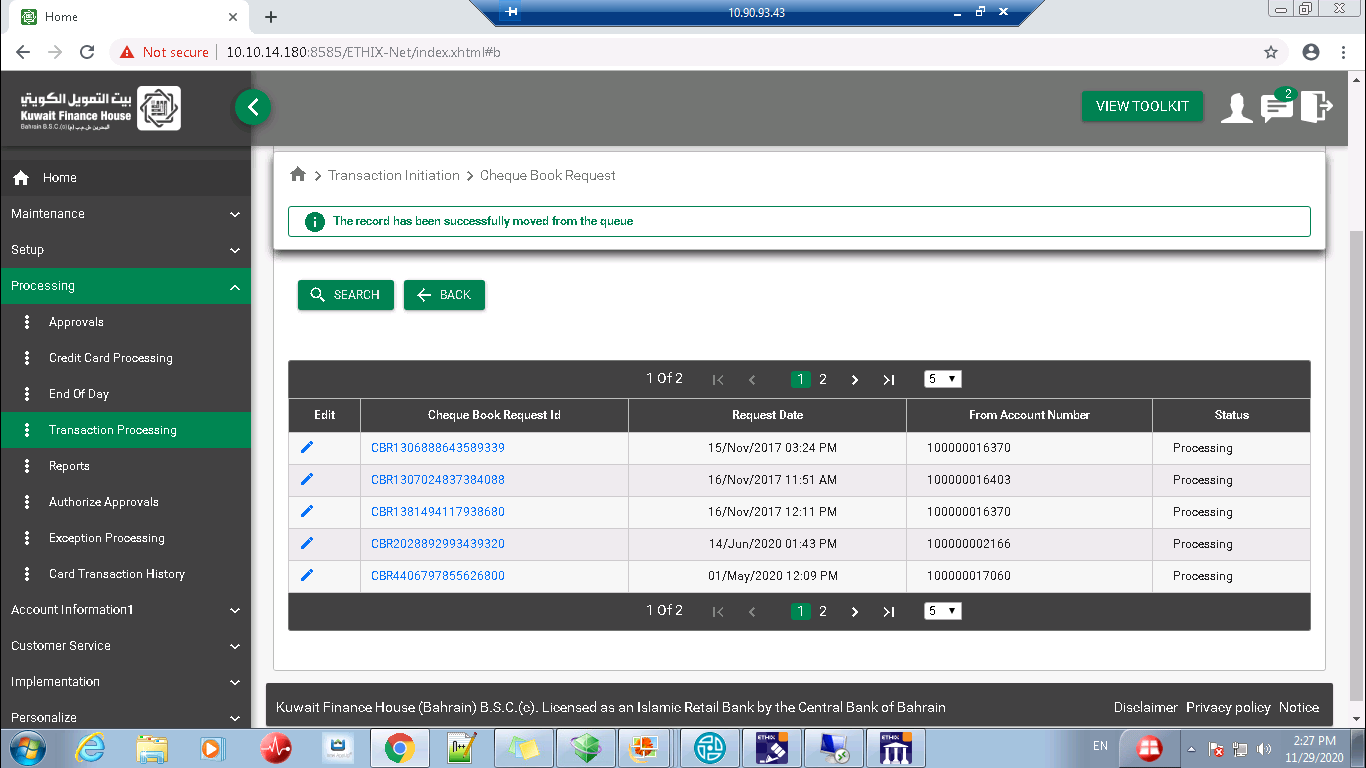 Home
10.90.93.43
Not secure
10.10.14.180:8585/ETHIX-Net/index.xhtml#b
بيت التمويل الكويتي
Kuwait Finance House
Bahrain B.S.C.(c) البحرين ش.م.ب (م)
VIEW TOOLKIT
2
Home
Maintenance
Setup
Processing
Approvals
Credit Card Processing
End Of Day
Transaction Processing
Reports
Authorize Approvals
Exception Processing
Card Transaction History
Account Information1
Customer Service
Implementation
Personalize
Transaction Initiation
Cheque Book Request
The record has been successfully moved from the queue
SEARCH
BACK
1 Of 2 1 2 5
Edit Cheque Book Request Id Request Date From Account Number Status
CBR1306888643589339 15/Nov/2017 03:24 PM 100000016370 Processing
CBR1307024837384088 16/Nov/2017 11:51 AM 100000016403 Processing
CBR1381494117938680 16/Nov/2017 12:11 PM 100000016370 Processing
CBR2028892993439320 14/Jun/2020 01:43 PM 100000002166 Processing
CBR4406797855626800 01/May/2020 12:09 PM 100000017060 Processing
1 Of 2 1 2 5
Kuwait Finance House (Bahrain) B.S.C.(c). Licensed as an Islamic Retail Bank by the Central Bank of Bahrain
Disclaimer Privacy policy Notice
ETHIX
ETHIX
EN
2:27 PM
11/29/2020